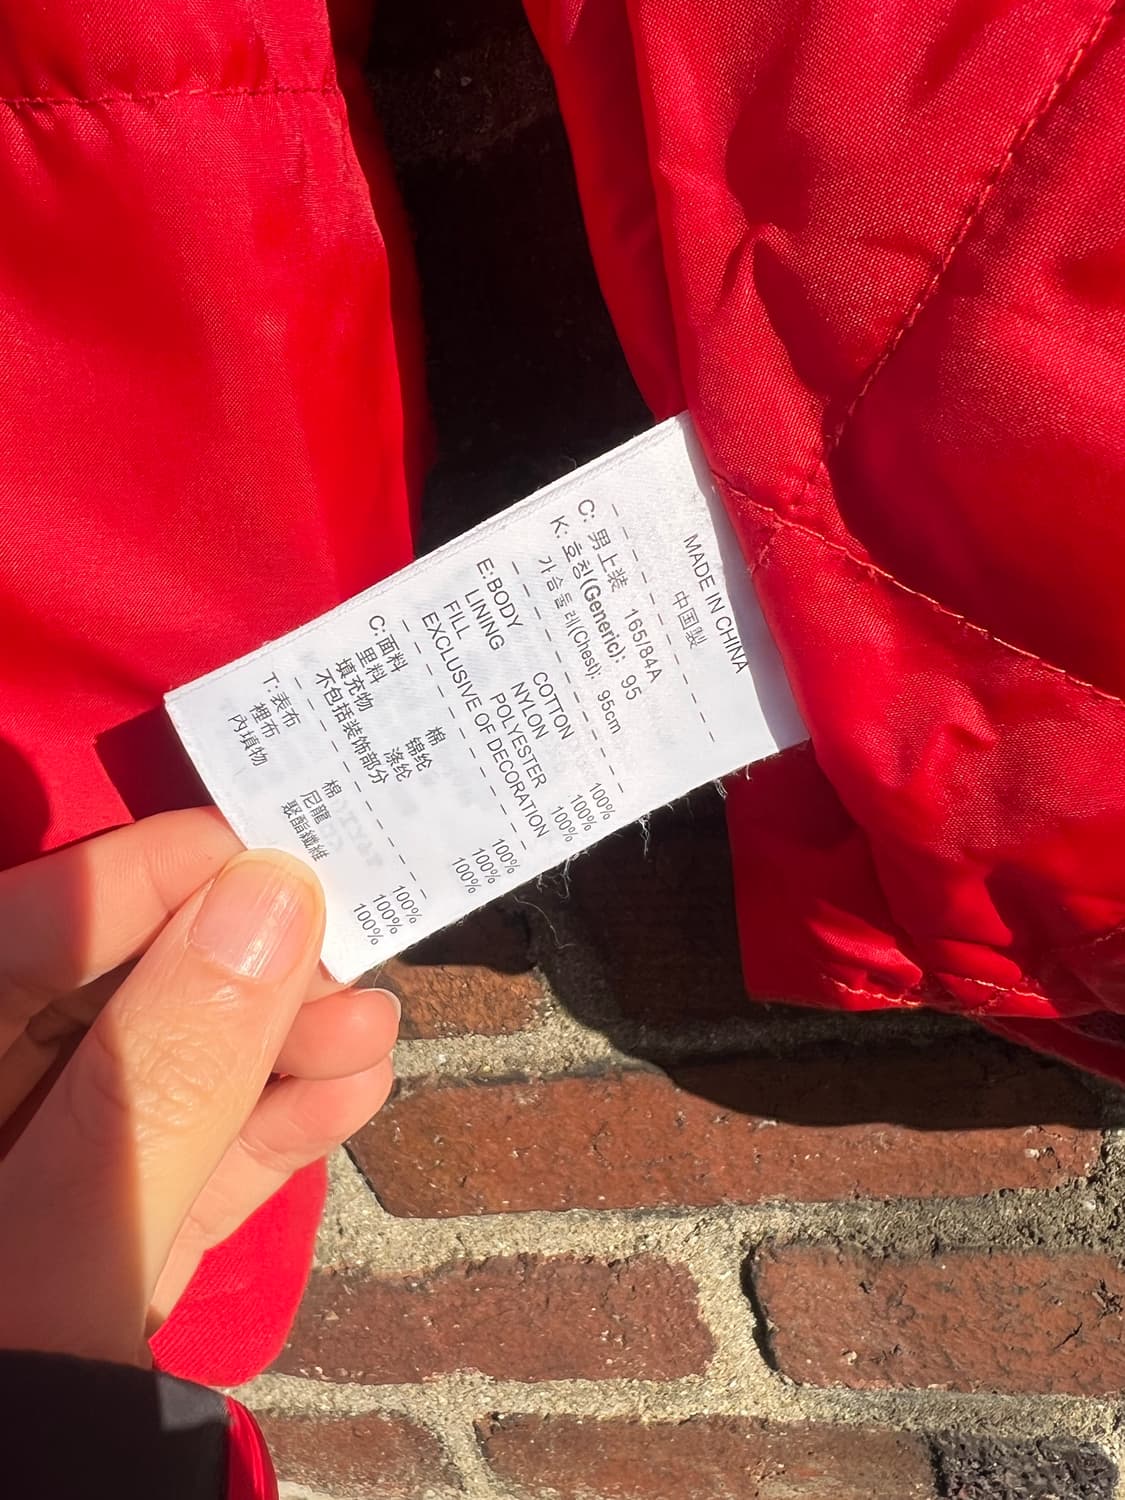 MADE IN CHINA
中国製
C: 男上装 165/84A
K: 호칭(Generic): 95
가슴둘레(Chest): 95cm
E:BODY COTTON 100%
LINING NYLON 100%
FILL POLYESTER 100%
EXCLUSIVE OF DECORATION
C:面料 棉 100%
里料 锦纶 100%
填充物 涤纶 100%
不包括装饰部分
T: 表布 棉 100%
裡布 尼龍 100%
內填物 聚酯纖維 100%